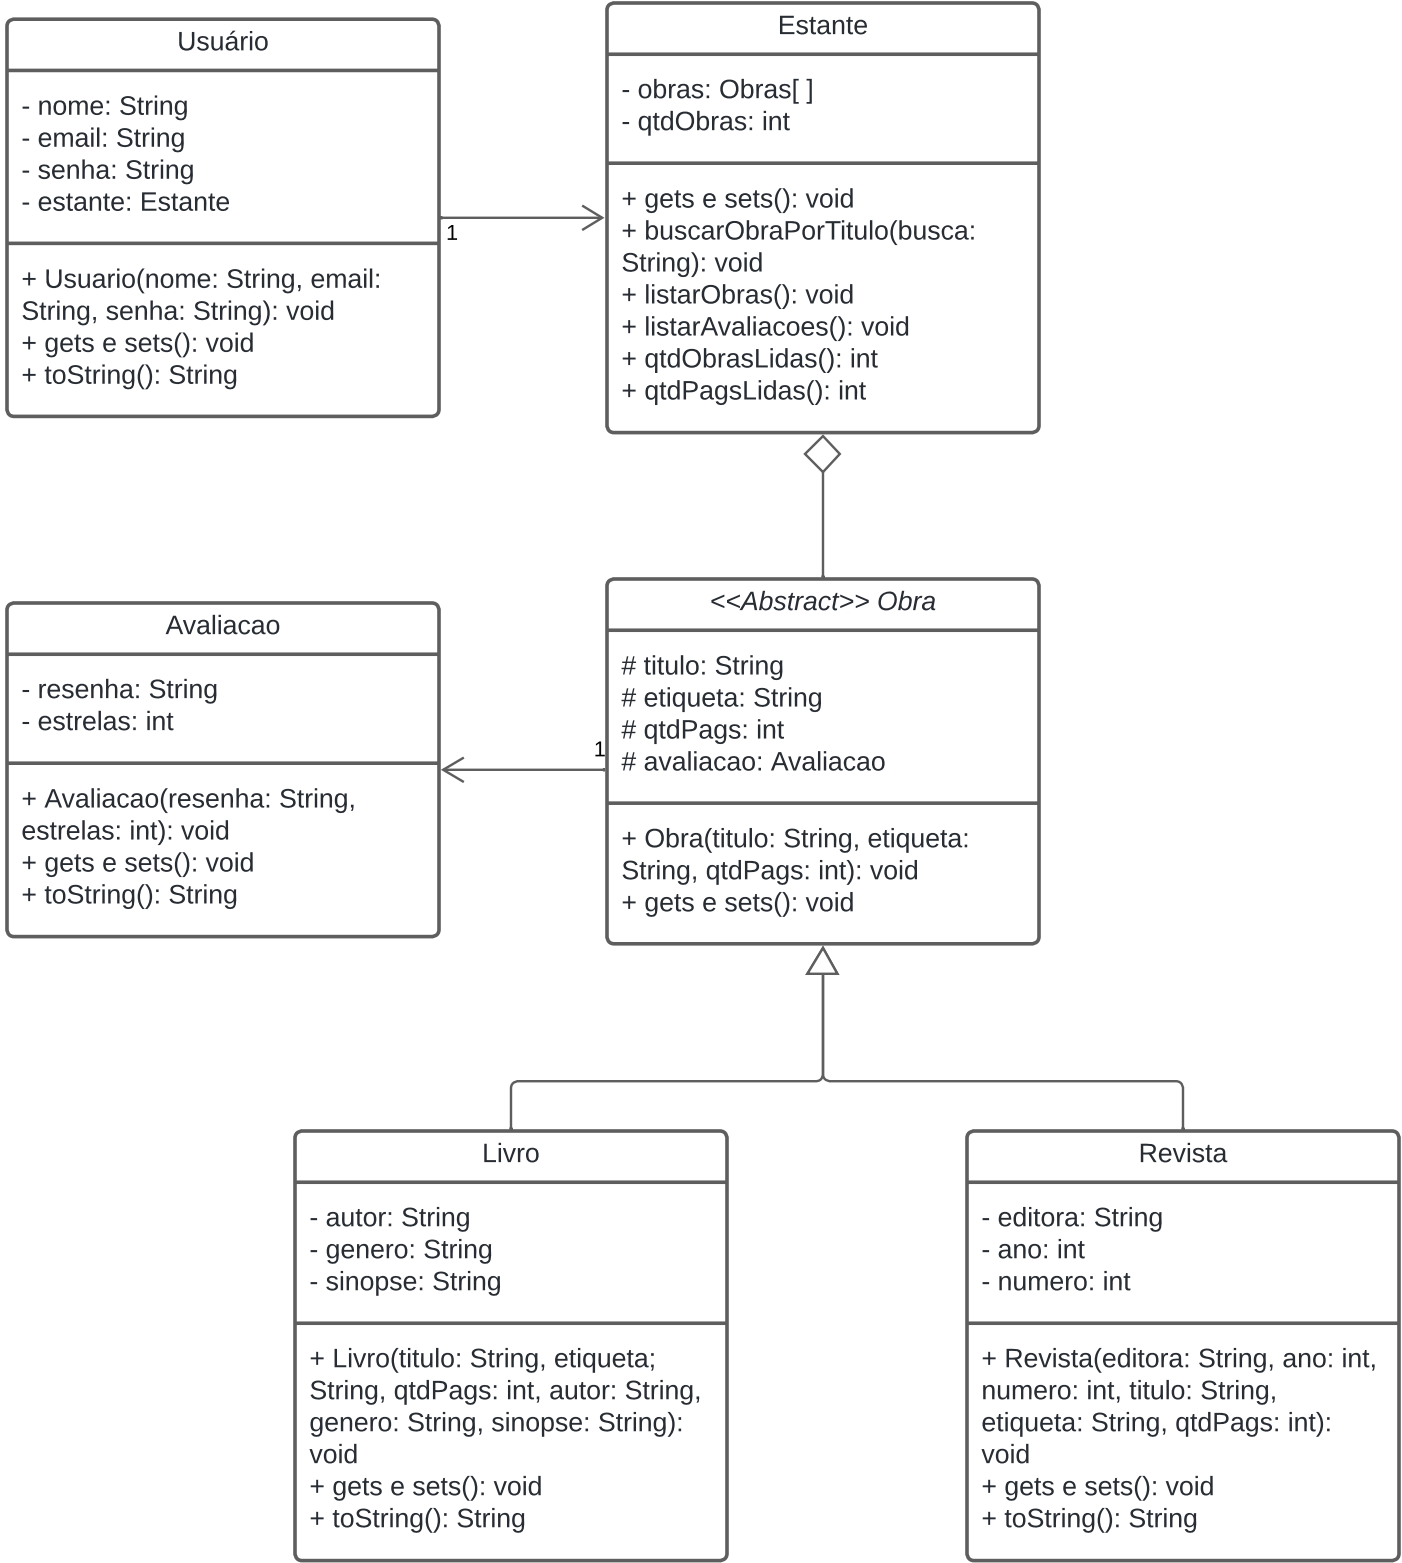 Usuário
- nome: String
- email: String
- senha: String
- estante: Estante
+ Usuario(nome: String, email:
String, senha: String): void
+ gets e sets(): void
+ toString(): String
1
Estante
- obras: Obras[ ]
- qtdObras: int
+ gets e sets(): void
+ buscarObraPorTitulo(busca:
String): void
+ listarObras(): void
+ listarAvaliacoes(): void
+ qtdObrasLidas(): int
+ qtdPagsLidas(): int
Avaliacao
- resenha: String
- estrelas: int
+ Avaliacao(resenha: String,
estrelas: int): void
+ gets e sets(): void
+ toString(): String
1
<<Abstract>> Obra
# titulo: String
# etiqueta: String
# qtdPags: int
# avaliacao: Avaliacao
+ Obra(titulo: String, etiqueta:
String, qtdPags: int): void
+ gets e sets(): void
Livro
- autor: String
- genero: String
- sinopse: String
+ Livro(titulo: String, etiqueta;
String, qtdPags: int, autor: String,
genero: String, sinopse: String):
void
+ gets e sets(): void
+ toString(): String
Revista
- editora: String
- ano: int
- numero: int
+ Revista(editora: String, ano: int,
numero: int, titulo: String,
etiqueta: String, qtdPags: int):
void
+ gets e sets(): void
+ toString(): String